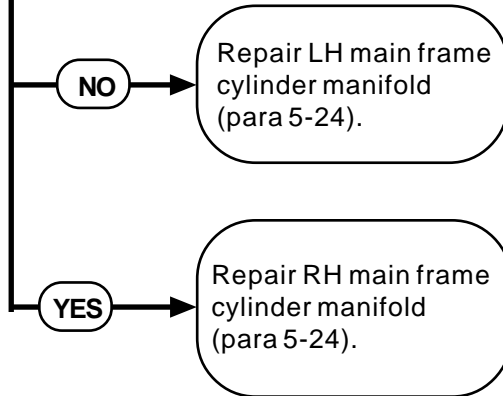 NO
Repair LH main frame
cylinder manifold
(para 5-24).
YES
Repair RH main frame
cylinder manifold
(para 5-24).